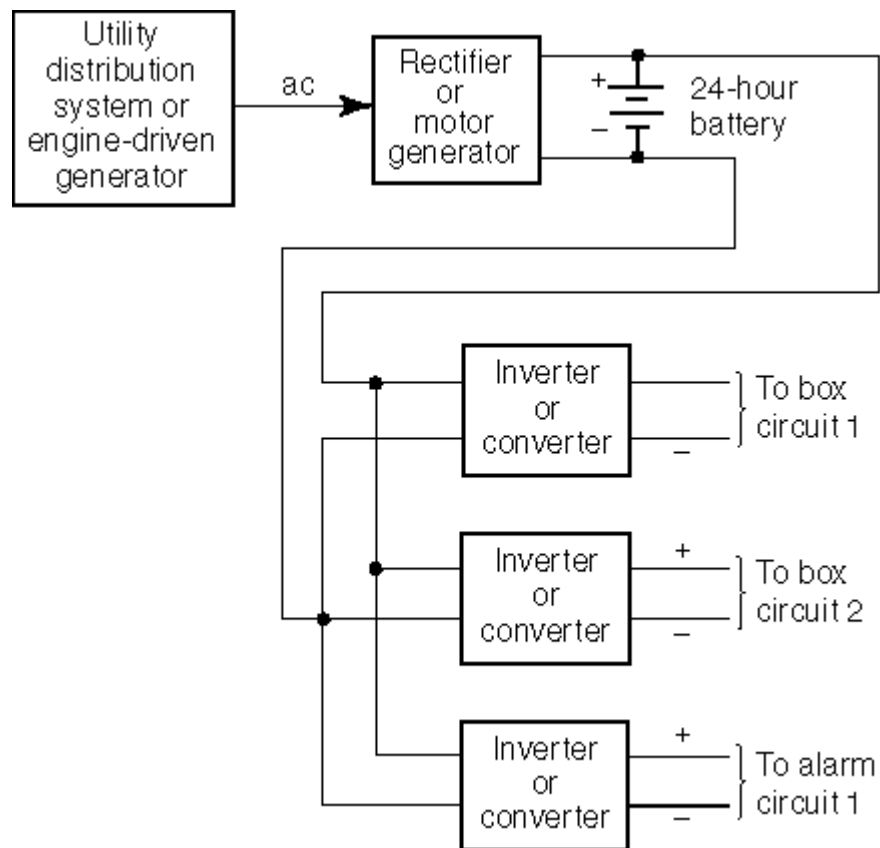 Utility
distribution
system or
engine-driven
generator
ac
Rectifier
or
motor
generator
+
–
24-hour
battery
Inverter
or
converter
–
To box
circuit 1
Inverter
or
converter
+
–
To box
circuit 2
Inverter
or
converter
+
–
To alarm
circuit 1